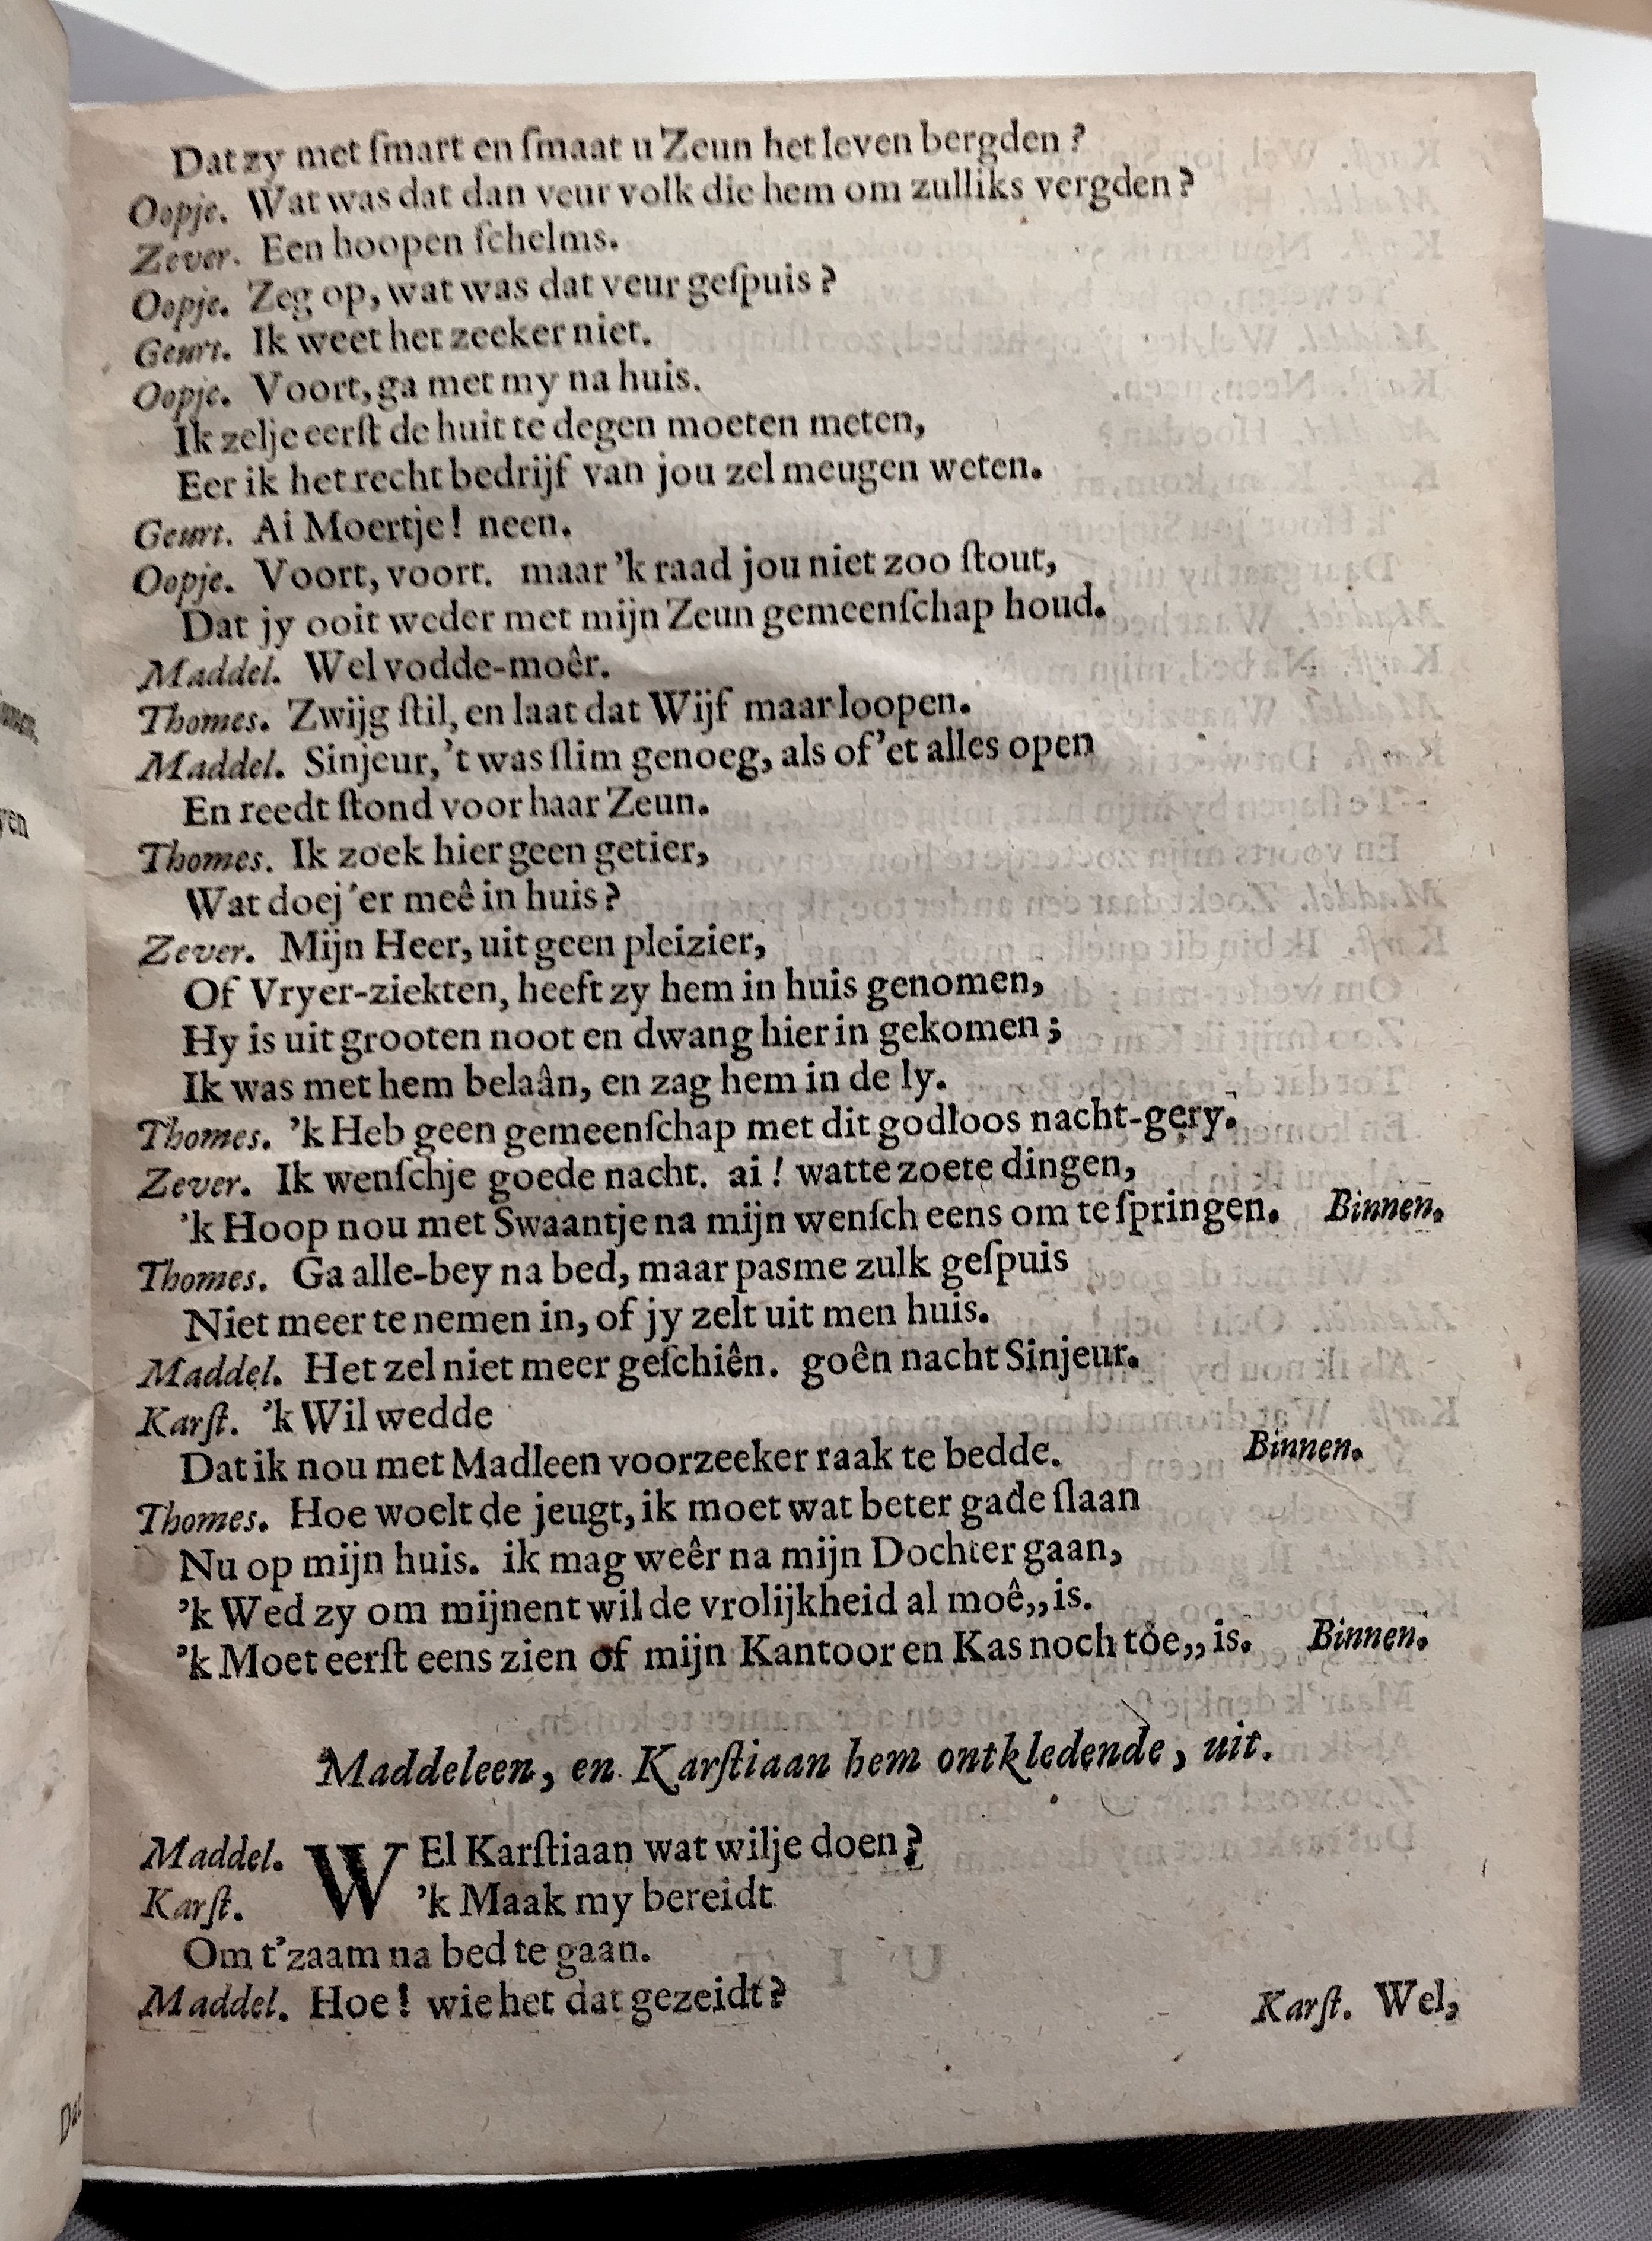 Dat zy met ſmart en ſmaat u Zeun het leven bergden?
Oopje. Wat was dat dan veur volk die hem om zulliks vergden?
Zever. Een hoopen ſchelms.
Oopje. Zeg op, wat was dat veur geſpuis?
Geurt. Ik weet het zeeker niet.
Oopje. Voort, ga met my na huis.
Ik zelje eerſt de huit te degen moeten meten,
Eer ik het recht bedrijf van jou zel meugen weten.
Geurt. Ai Moertje! neen.
Oopje. Voort, voort. maar 'k raad jou niet zoo ſtout,
Dat jy ooit weder met mijn Zeun gemeenſchap houd.
Maddel. Wel vodde-moêr.
Thomes. Zwijg ſtil, en laat dat Wijf maar loopen.
Maddel. Sinjeur, 't was ſlim genoeg, als of 'et alles open
En reedt ſtond voor haar Zeun.
Thomes. Ik zoek hier geen getier,
Wat doej 'er meê in huis?
Zever. Mijn Heer, uit geen pleizier,
Of Vryer-ziekten, heeft zy hem in huis genomen,
Hy is uit grooten noot en dwang hier in gekomen;
Ik was met hem belaân, en zag hem in de ly.
Thomes. 'k Heb geen gemeenſchap met dit godloos nacht-gery.
Zever. Ik wenſchje goede nacht. ai! watte zoete dingen,
'k Hoop nou met Swaantje na mijn wenſch eens om te ſpringen. Binnen.
Thomes. Ga alle-bey na bed, maar pasme zulk geſpuis
Niet meer te nemen in, of jy zelt uit men huis.
Maddel. Het zel niet meer geſchiên. goên nacht Sinjeur.
Karſt. 'k Wil wedde
Dat ik nou met Madleen voorzeeker raak te bedde. Binnen.
Thomes. Hoe woelt de jeugt, ik moet wat beter gade ſlaan
Nu op mijn huis. ik mag weêr na mijn Dochter gaan,
'k Wed zy om mijnent wil de vrolijkheid al moê,, is.
'k Moet eerſt eens zien of mijn Kantoor en Kas noch tôe,, is. Binnen.
Maddeleen, en Karſtiaan hem ontkledende, uit.
Maddel. WEl Karſtiaan wat wilje doen?
Karſt. 'k Maak my bereidt
Om t'zaam na bed te gaan.
Maddel. Hoe! wie het dat gezeidt?
Karſt. Wel,